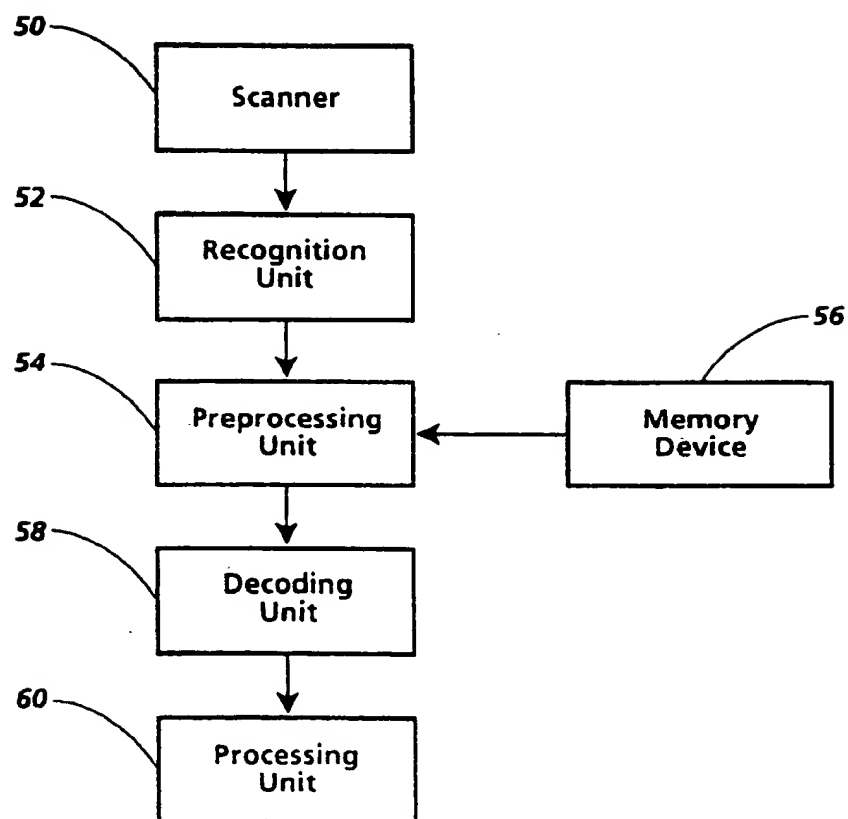 50
Scanner
52
Recognition
Unit
56
54
Preprocessing
Unit
Memory
Device
58
Decoding
Unit
60
Processing
Unit